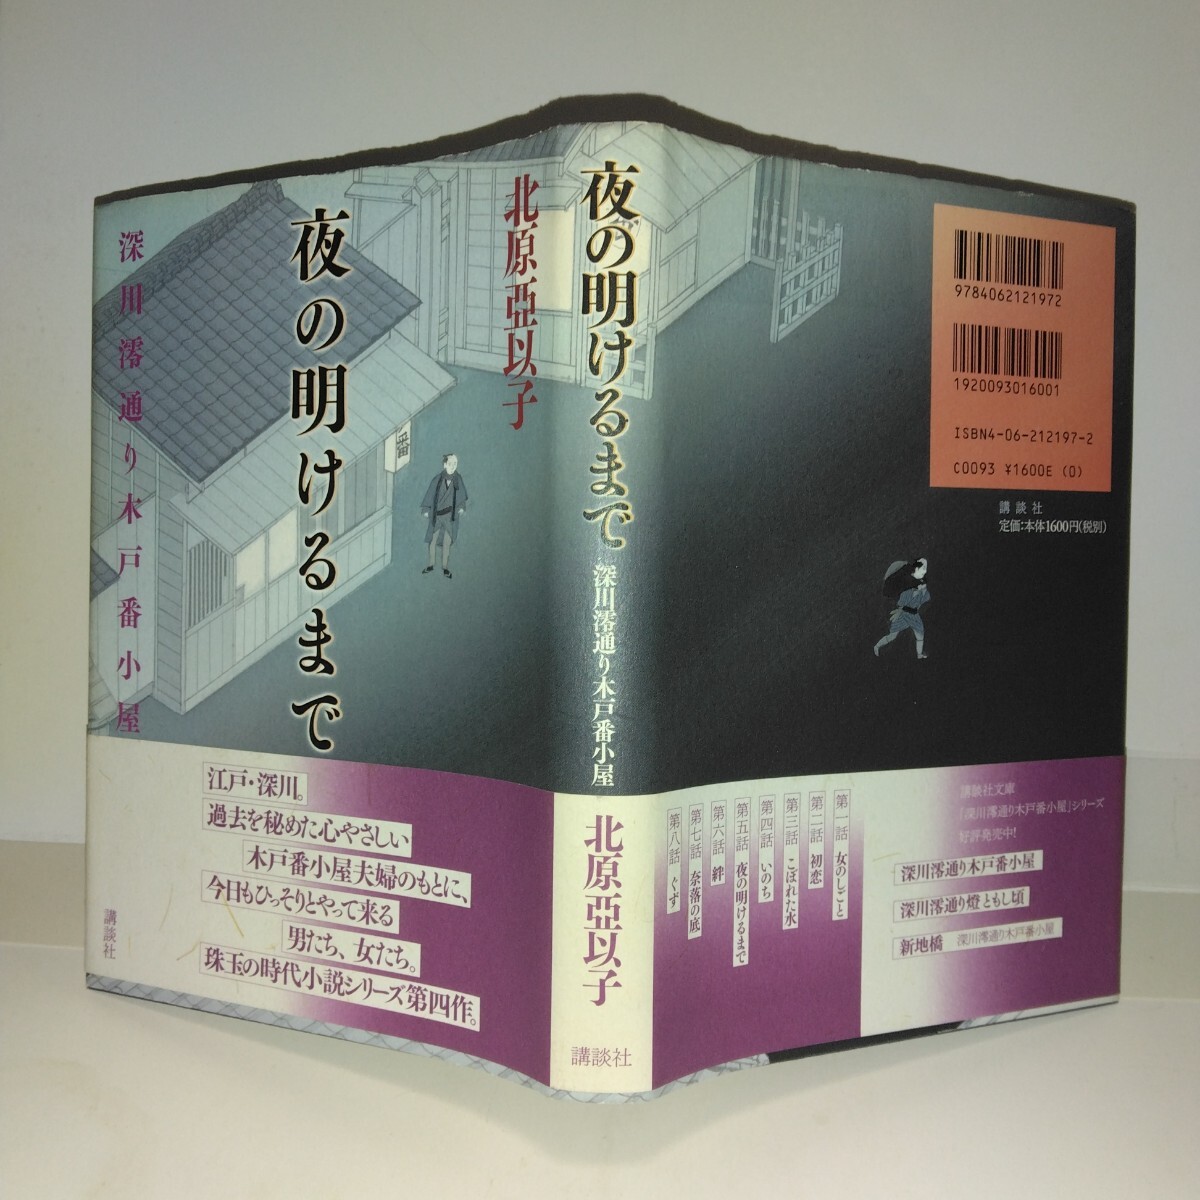 夜の明けるまで
深川澪通り木戸番小屋
北原亞以子
番
江戸・深川。
過去を秘めた心やさしい
木戸番小屋夫婦のもとに、
今日もひっそりとやって来る
男たち、女たち。
珠玉の時代小説シリーズ第四作。
講談社
夜の明けるまで
深川澪通り木戸番小屋
北原亞以子
講談社
9784062121972
1920093016001
ISBN4-06-212197-2
C0093 ¥1600E (0)
講談社
定価:本体1600円(税別)
第一話 女のしごと
第二話 初恋
第三話 こぼれた水
第四話 いのち
第五話 夜の明けるまで
第六話 絆
第七話 奈落の底
第八話 ぐず
講談社文庫
「深川澪通り木戸番小屋」シリーズ
好評発売中!
深川澪通り木戸番小屋
深川澪通り燈ともし頃
新地橋 深川澪通り木戸番小屋